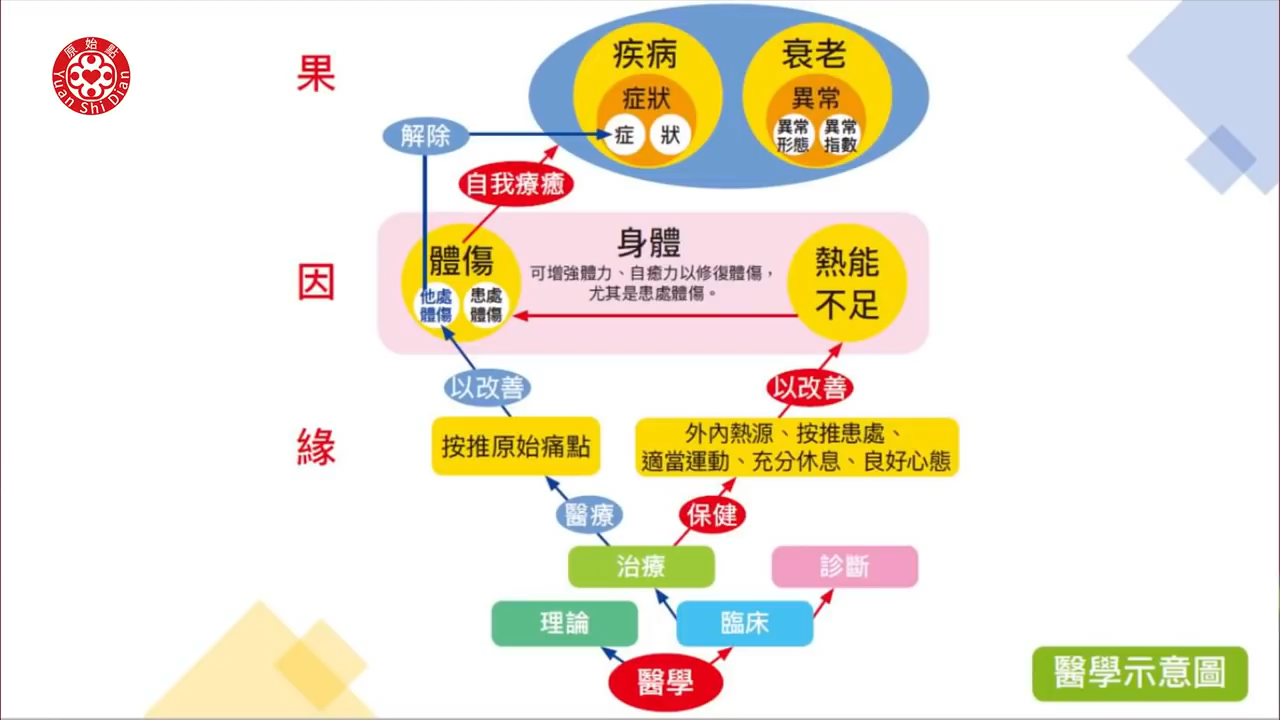 原始點
Yuan Shi Dian
果
疾病
衰老
症狀
異常
症
狀
異常
形態
異常
指數
解除
自我療癒
因
體傷
他處
體傷
患處
體傷
身體
可增強體力、自癒力以修復體傷，
尤其是患處體傷。
熱能
不足
以改善
以改善
緣
按推原始痛點
外內熱源、按推患處、
適當運動、充分休息、良好心態
醫療
保健
治療
診斷
理論
臨床
醫學
醫學示意圖